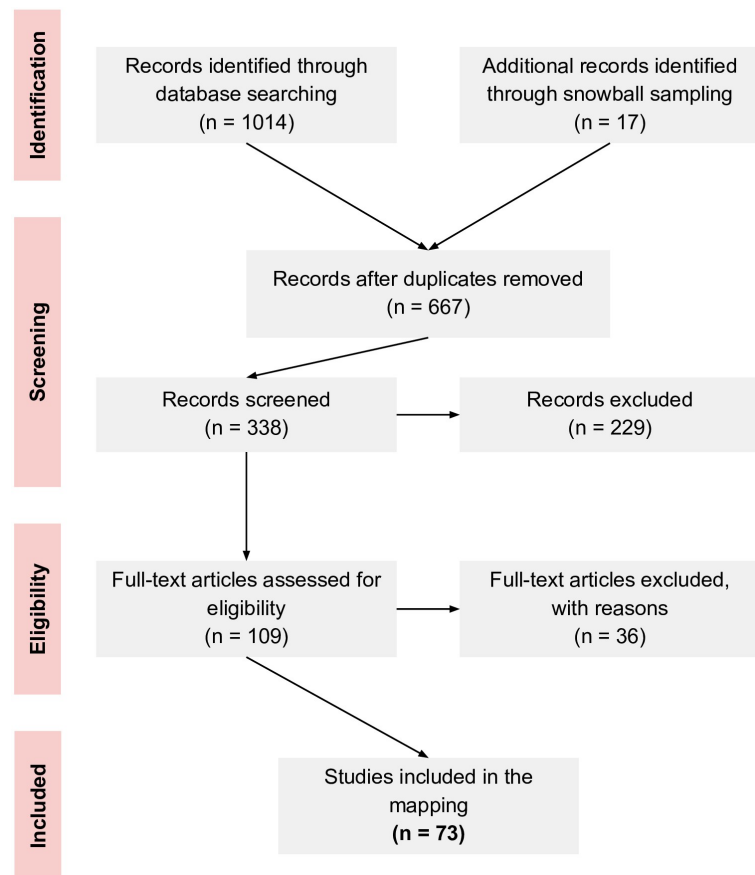 Identification
Records identified through
database searching
(n = 1014)
Additional records identified
through snowball sampling
(n = 17)
Screening
Records after duplicates removed
(n = 667)
Records screened
(n = 338)
Records excluded
(n = 229)
Eligibility
Full-text articles assessed for
eligibility
(n = 109)
Full-text articles excluded,
with reasons
(n = 36)
Included
Studies included in the
mapping
(n = 73)